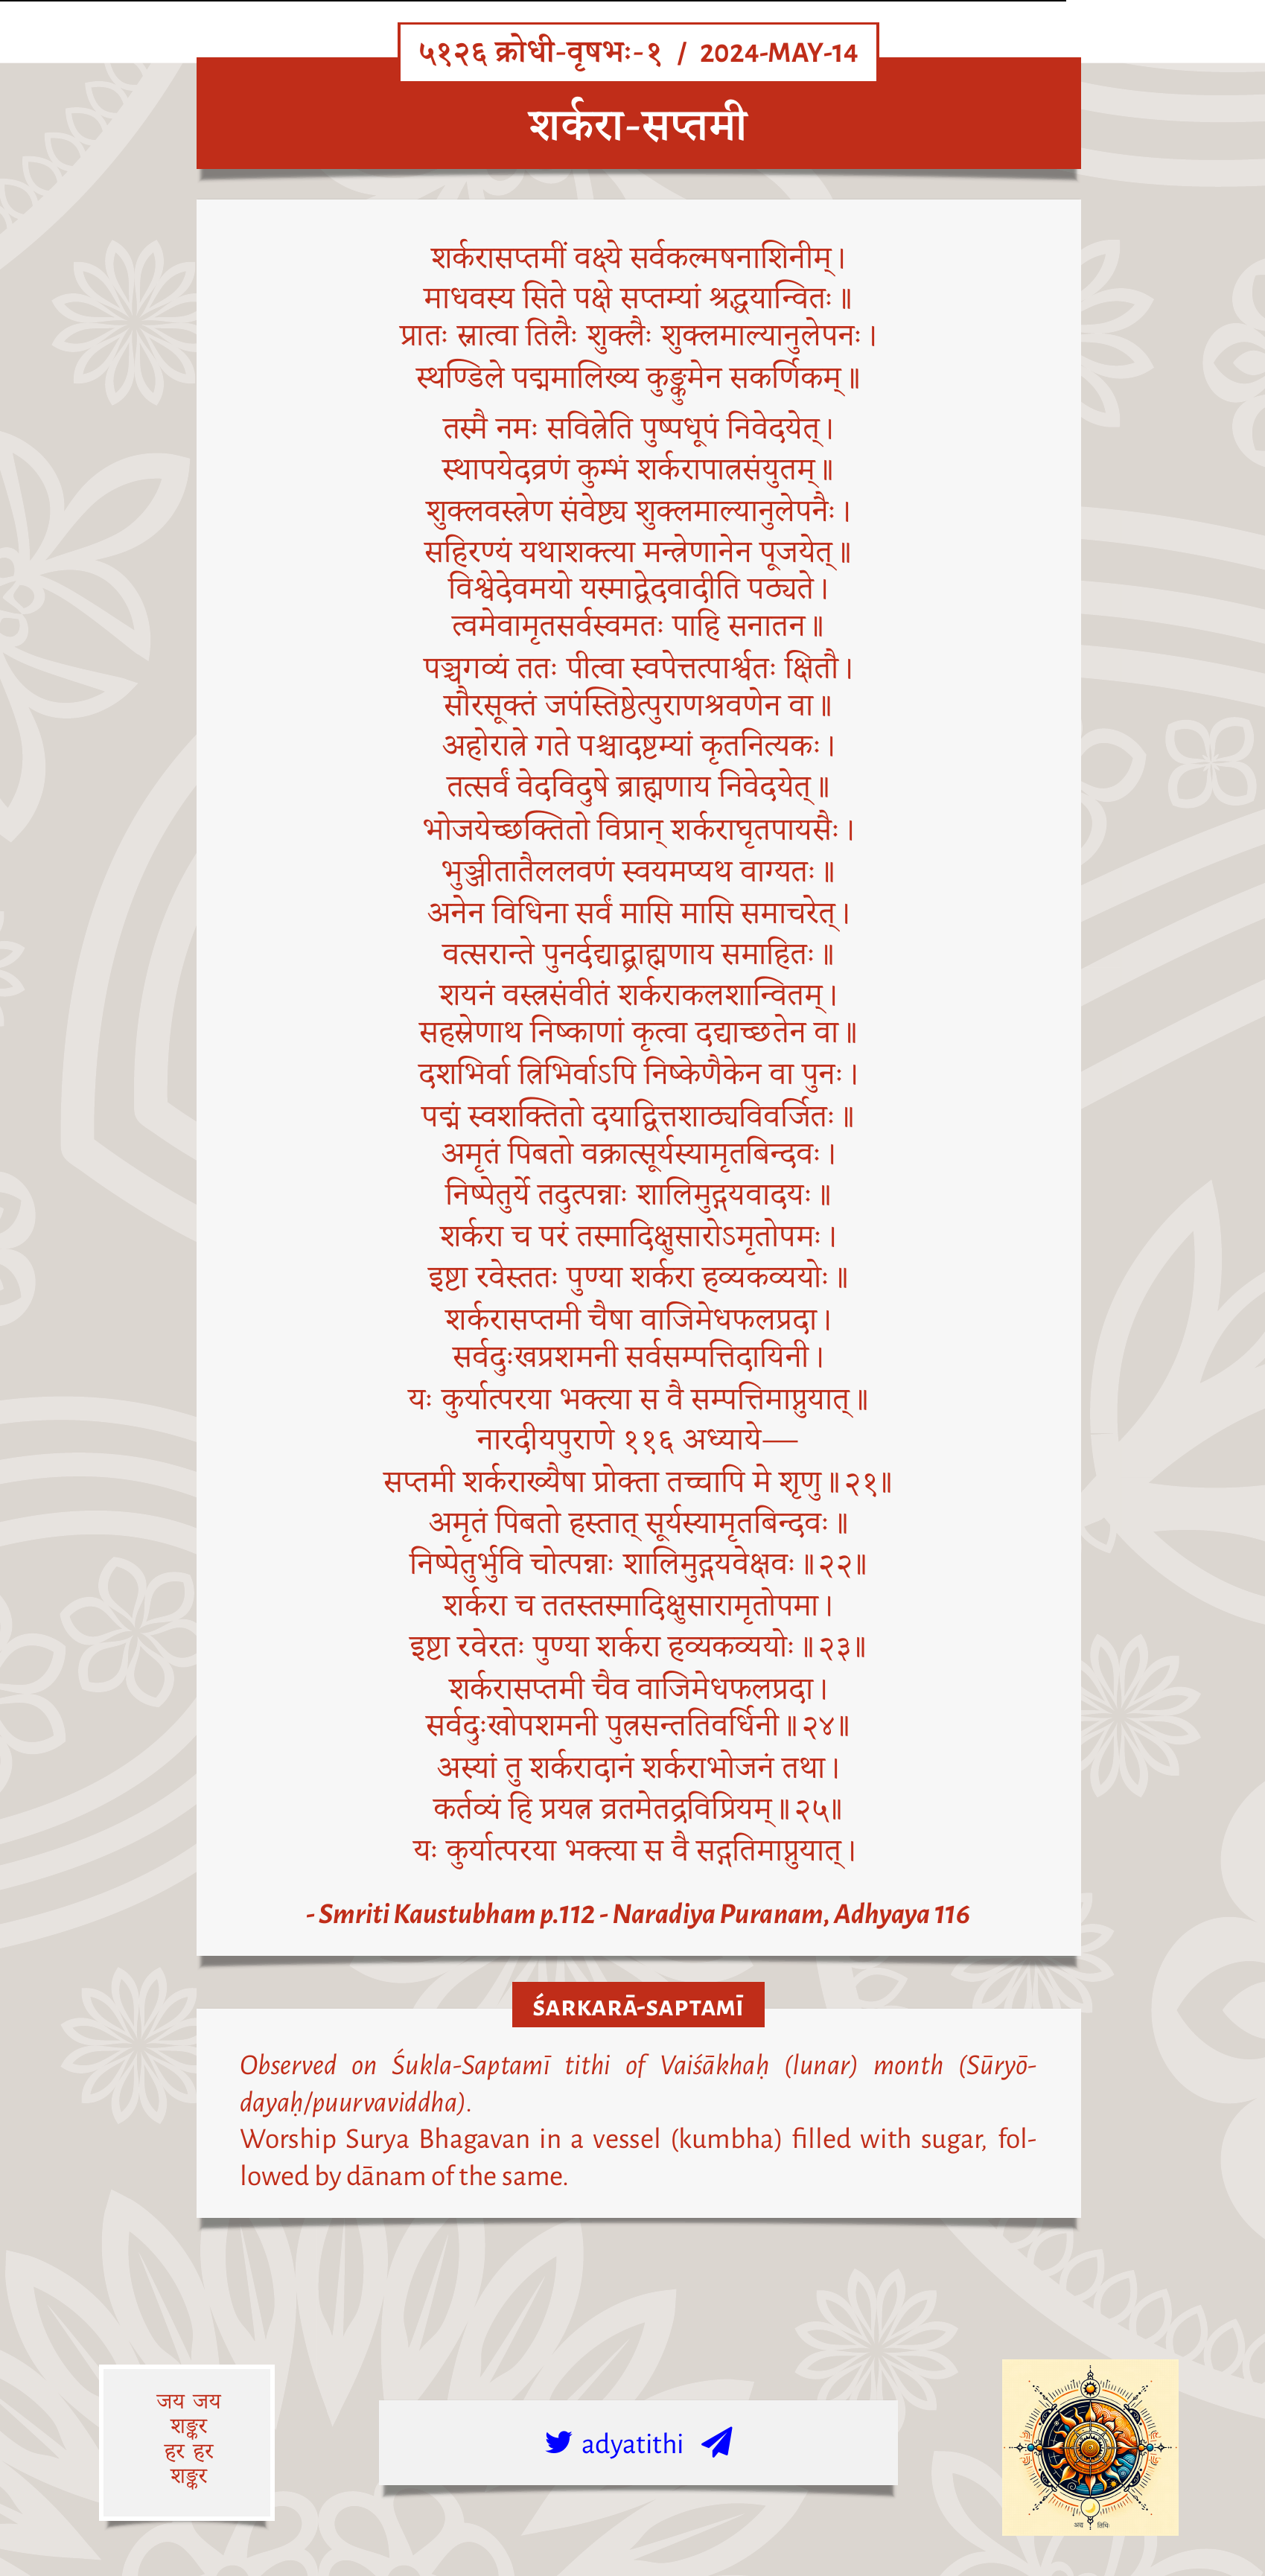 ५१२६ क्रोधी-वृषभः-१ / 2024-MAY-14
शर्करा-सप्तमी
शर्करासप्तमीं वक्ष्ये सर्वकल्मषनाशिनीम्।
माधवस्य सिते पक्षे सप्तम्यां श्रद्धयान्वितः॥
प्रातः स्नात्वा तिलैः शुक्लैः शुक्लमाल्यानुलेपनः।
स्थण्डिले पद्ममालिख्य कुङ्कुमेन सकर्णिकम्॥
तस्मै नमः सवित्रेति पुष्पधूपं निवेदयेत्।
स्थापयेदव्रणं कुम्भं शर्करापात्रसंयुतम्॥
शुक्लवस्त्रेण संवेष्ट्य शुक्लमाल्यानुलेपनैः।
सहिरण्यं यथाशक्त्या मन्त्रेणानेन पूजयेत्॥
विश्वेदेवमयो यस्माद्वेदवादीति पठ्यते।
त्वमेवामृतसर्वस्वमतः पाहि सनातन॥
पञ्चगव्यं ततः पीत्वा स्वपेत्तत्पार्श्वतः क्षितौ।
सौरसूक्तं जपंस्तिष्ठेत्पुराणश्रवणेन वा॥
अहोरात्रे गते पश्चादष्टम्यां कृतनित्यकः।
तत्सर्वं वेदविदुषे ब्राह्मणाय निवेदयेत्॥
भोजयेच्छक्तितो विप्रान् शर्कराघृतपायसैः।
भुञ्जीतातैललवणं स्वयमप्यथ वाग्यतः॥
अनेन विधिना सर्वं मासि मासि समाचरेत्।
वत्सरान्ते पुनर्दद्याद्ब्राह्मणाय समाहितः॥
शयनं वस्त्रसंवीतं शर्कराकलशान्वितम्।
सहस्रेणाथ निष्काणां कृत्वा दद्याच्छतेन वा॥
दशभिर्वा त्रिभिर्वाऽपि निष्केणैकेन वा पुनः।
पद्मं स्वशक्तितो दयाद्वित्तशाठ्यविवर्जितः॥
अमृतं पिबतो वक्रात्सूर्यस्यामृतबिन्दवः।
निष्पेतुर्ये तदुत्पन्नाः शालिमुद्गयवादयः॥
शर्करा च परं तस्मादिक्षुसारोऽमृतोपमः।
इष्टा रवेस्ततः पुण्या शर्करा हव्यकव्ययोः॥
शर्करासप्तमी चैषा वाजिमेधफलप्रदा।
सर्वदुःखप्रशमनी सर्वसम्पत्तिदायिनी।
यः कुर्यात्परया भक्त्या स वै सम्पत्तिमाप्नुयात्॥
नारदीयपुराणे ११६ अध्याये—
सप्तमी शर्कराख्यैषा प्रोक्ता तच्चापि मे शृणु॥२१॥
अमृतं पिबतो हस्तात् सूर्यस्यामृतबिन्दवः॥
निष्पेतुर्भुवि चोत्पन्नाः शालिमुद्गयवेक्षवः॥२२॥
शर्करा च ततस्तस्मादिक्षुसारामृतोपमा।
इष्टा रवेरतः पुण्या शर्करा हव्यकव्ययोः॥२३॥
शर्करासप्तमी चैव वाजिमेधफलप्रदा।
सर्वदुःखोपशमनी पुत्रसन्ततिवर्धिनी॥२४॥
अस्यां तु शर्करादानं शर्कराभोजनं तथा।
कर्तव्यं हि प्रयत्न व्रतमेतद्रविप्रियम्॥२५॥
यः कुर्यात्परया भक्त्या स वै सद्गतिमाप्नुयात्।
- Smriti Kaustubham p.112 - Naradiya Puranam, Adhyaya 116
ŚARKARĀ-SAPTAMĪ
Observed on Śukla-Saptamī tithi of Vaiśākhaḥ (lunar) month (Sūryō-
dayaḥ/puurvaviddha).
Worship Surya Bhagavan in a vessel (kumbha) filled with sugar, fol-
lowed by dānam of the same.
जय जय
शङ्कर
हर हर
शङ्कर
adyatithi
अद्य तिथिः